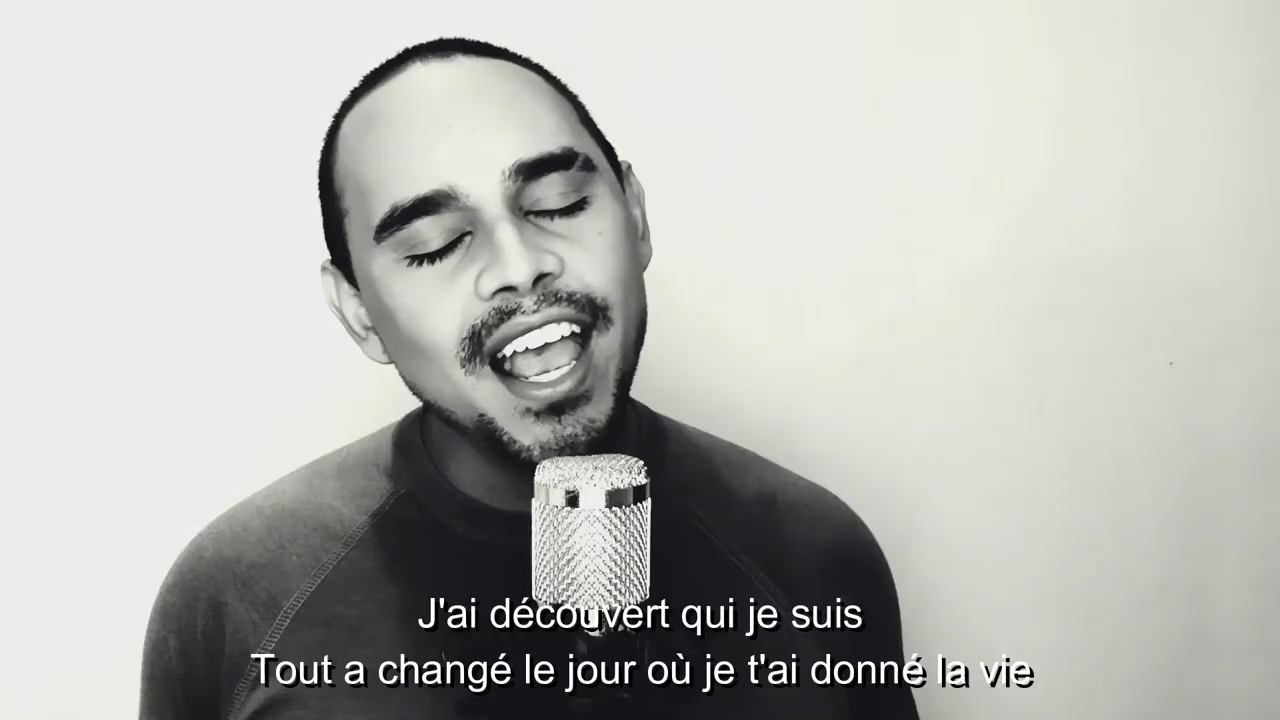 J'ai découvert qui je suis
Tout a changé le jour où je t'ai donné la vie